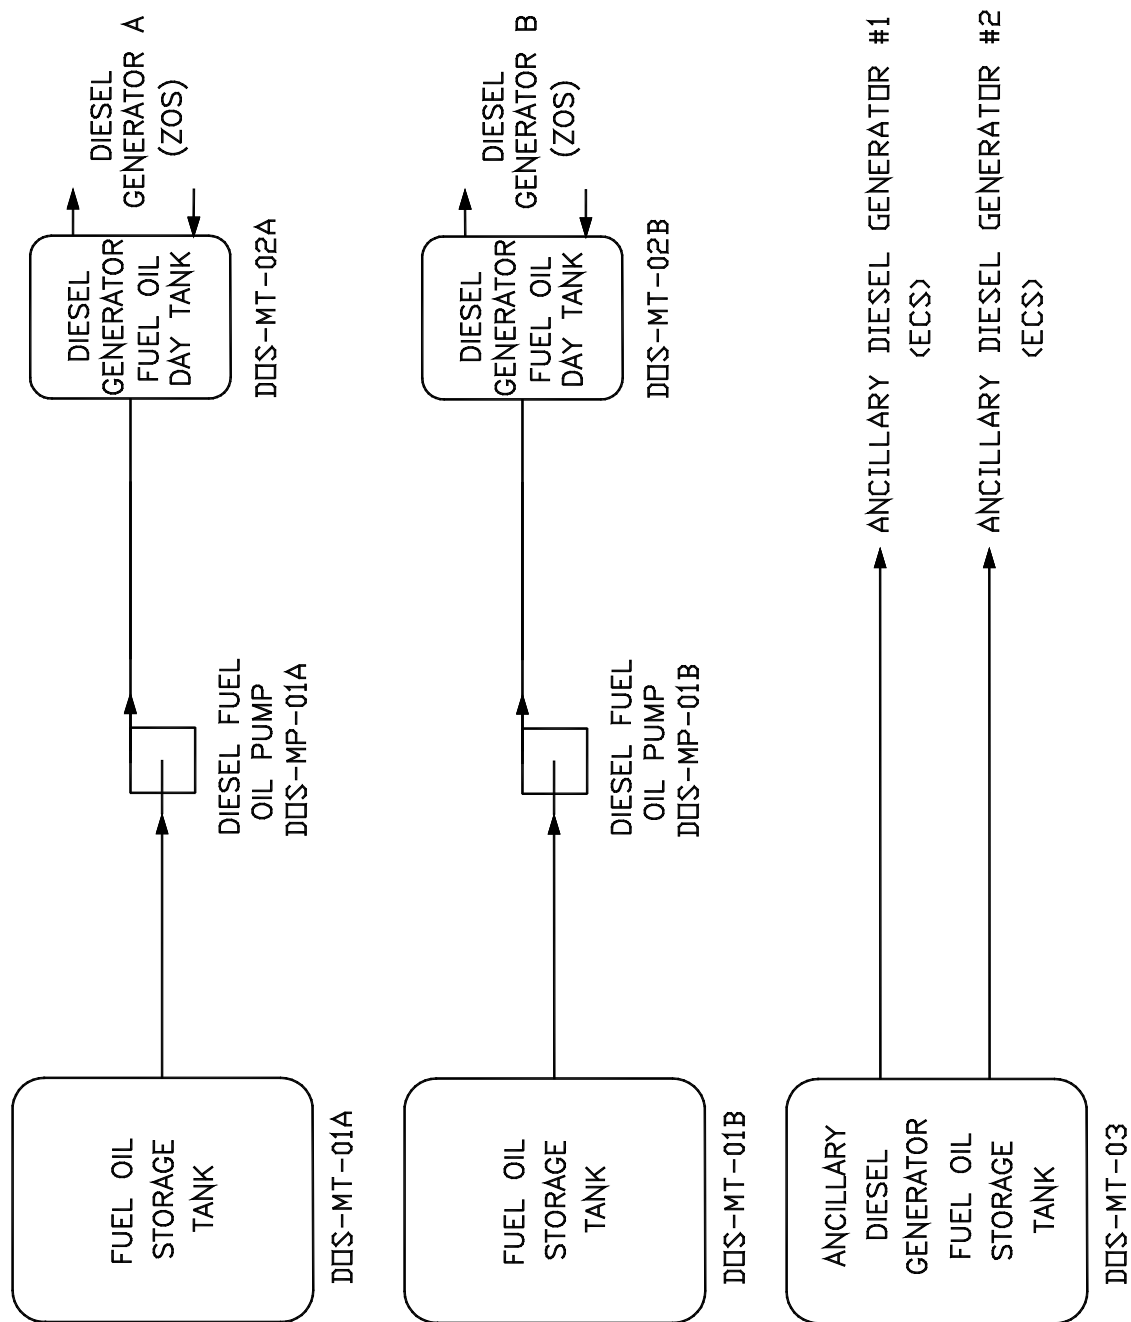 FUEL OIL
STORAGE
TANK
DOS-MT-01A
DIESEL FUEL
OIL PUMP
DOS-MP-01A
DIESEL
GENERATOR
FUEL OIL
DAY TANK
DOS-MT-02A
DIESEL
GENERATOR A
(ZOS)
FUEL OIL
STORAGE
TANK
DOS-MT-01B
DIESEL FUEL
OIL PUMP
DOS-MP-01B
DIESEL
GENERATOR
FUEL OIL
DAY TANK
DOS-MT-02B
DIESEL
GENERATOR B
(ZOS)
ANCILLARY
DIESEL
GENERATOR
FUEL OIL
STORAGE
TANK
DOS-MT-03
ANCILLARY DIESEL GENERATOR #1
(ECS)
ANCILLARY DIESEL GENERATOR #2
(ECS)